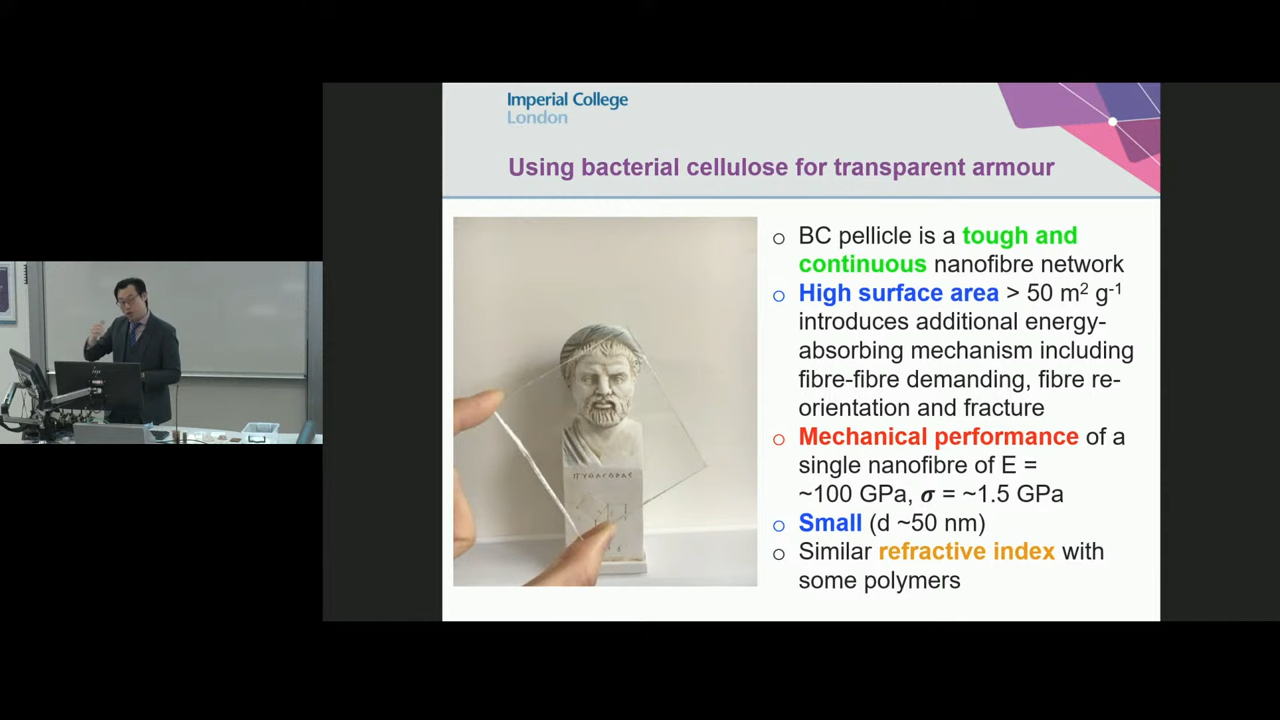 Imperial College
London
Using bacterial cellulose for transparent armour
ΠΥΘΑΓΟΡΑΣ
o BC pellicle is a tough and
continuous nanofibre network
o High surface area > 50 m² g⁻¹
introduces additional energy-
absorbing mechanism including
fibre-fibre demanding, fibre re-
orientation and fracture
o Mechanical performance of a
single nanofibre of E =
~100 GPa, σ = ~1.5 GPa
o Small (d ~50 nm)
o Similar refractive index with
some polymers